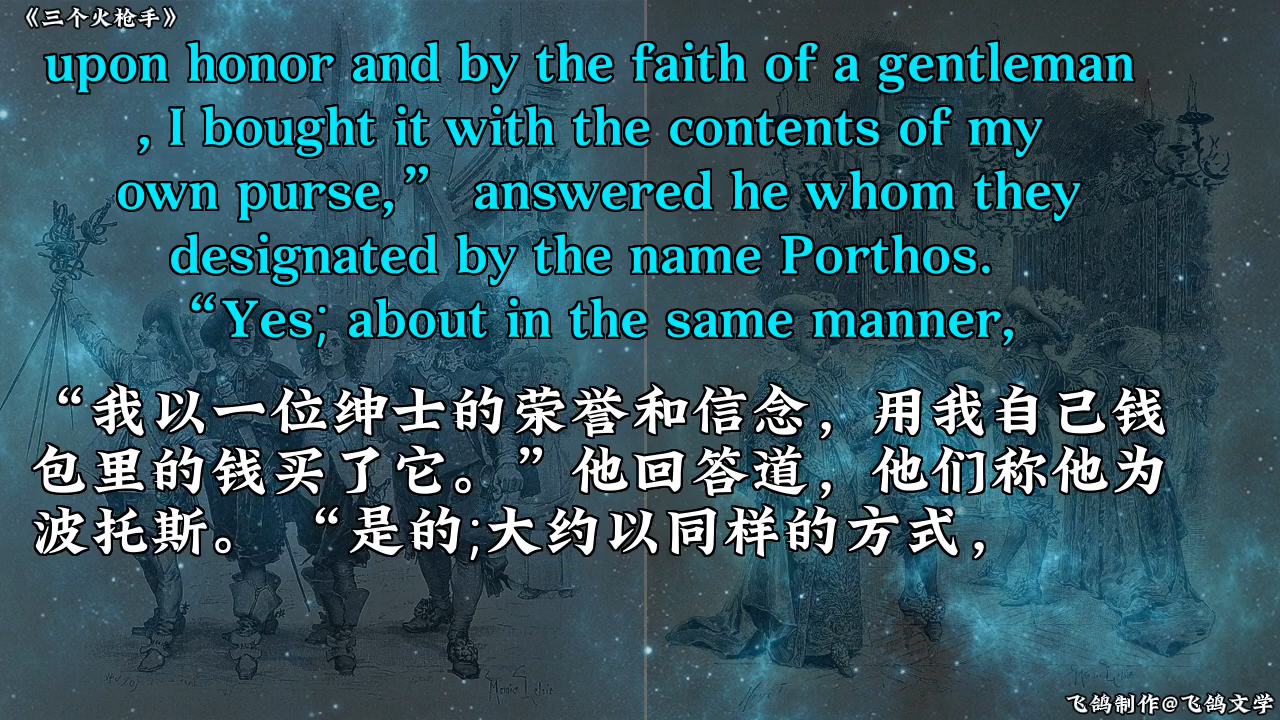 《三个火枪手》
upon honor and by the faith of a gentleman
, I bought it with the contents of my
own purse,” answered he whom they
designated by the name Porthos.
“Yes; about in the same manner,
“我以一位绅士的荣誉和信念，用我自己钱
包里的钱买了它。”他回答道，他们称他为
波托斯。 “是的;大约以同样的方式，
飞鸽制作@飞鸽文学